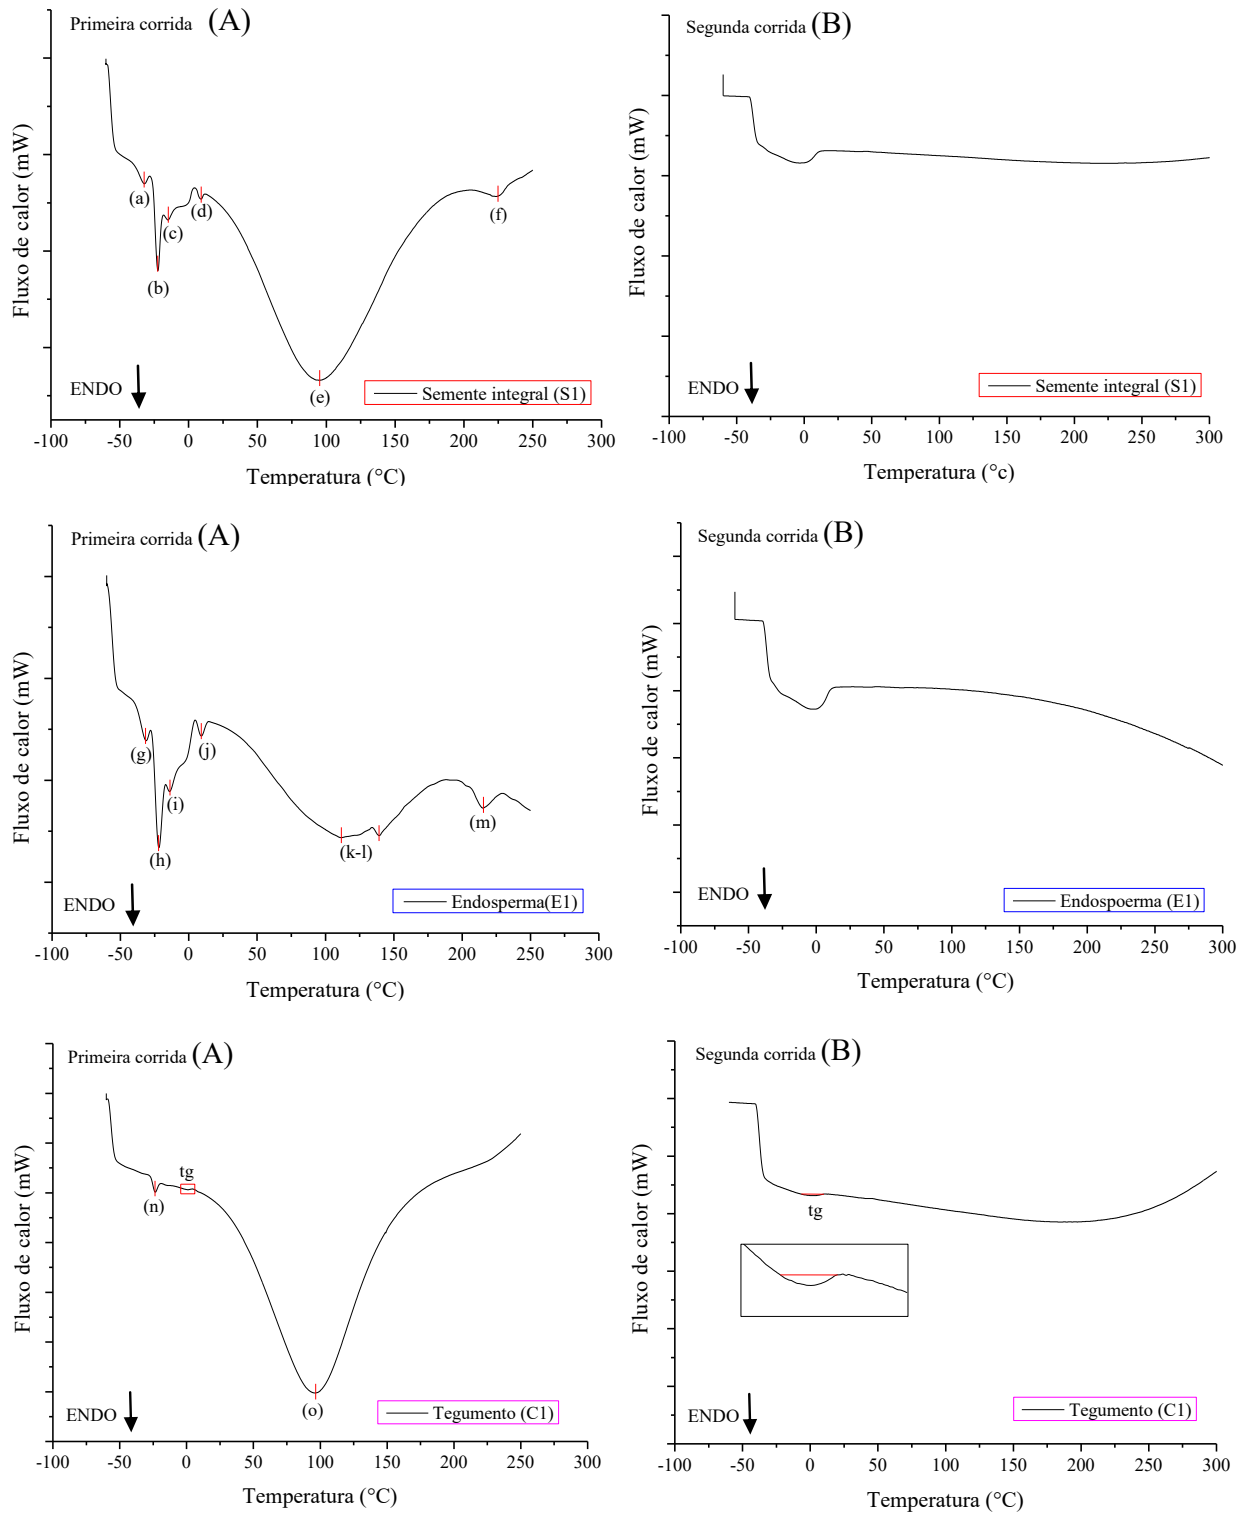 Primeira corrida (A)
Fluxo de calor (mW)
(a)
(b)
(c)
(d)
(e)
(f)
ENDO
Semente integral (S1)
-100 -50 0 50 100 150 200 250 300
Temperatura (°C)
Segunda corrida (B)
Fluxo de calor (mW)
ENDO
Semente integral (S1)
-100 -50 0 50 100 150 200 250 300
Temperatura (°c)
Primeira corrida (A)
Fluxo de calor (mW)
(g)
(h)
(i)
(j)
(k-l)
(m)
ENDO
Endosperma(E1)
-100 -50 0 50 100 150 200 250 300
Temperatura (°C)
Segunda corrida (B)
Fluxo de calor (mW)
ENDO
Endospoerma (E1)
-100 -50 0 50 100 150 200 250 300
Temperatura (°C)
Primeira corrida (A)
Fluxo de calor (mW)
tg
(n)
(o)
ENDO
Tegumento (C1)
-100 -50 0 50 100 150 200 250 300
Temperatura (°C)
Segunda corrida (B)
Fluxo de calor (mW)
tg
ENDO
Tegumento (C1)
-100 -50 0 50 100 150 200 250 300
Temperatura (°C)